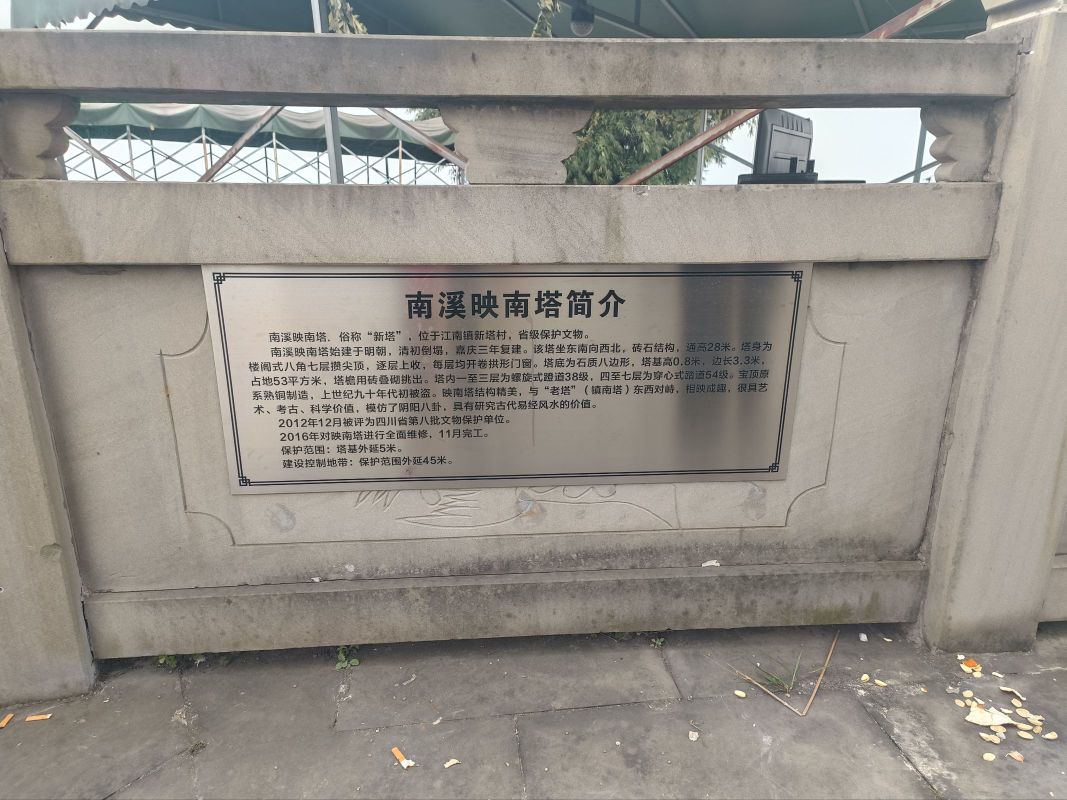 南溪映南塔简介
南溪映南塔，俗称“新塔”，位于江南镇新塔村，省级保护文物。
南溪映南塔始建于明朝，清初倒塌，嘉庆三年复建。该塔坐东南向西北，砖石结构，通高28米。塔身为
楼阁式八角七层攒尖顶，逐层上收，每层均开卷拱形门窗。塔底为石质八边形，塔基高0.8米，边长3.3米，
占地53平方米，塔檐用砖叠砌挑出。塔内一至三层为螺旋式蹬道38级，四至七层为穿心式踏道54级。宝顶原
系熟铜制造，上世纪九十年代初被盗。映南塔结构精美，与“老塔”（镇南塔）东西对峙，相映成趣，很具艺
术、考古、科学价值，模仿了阴阳八卦，具有研究古代易经风水的价值。
2012年12月被评为四川省第八批文物保护单位。
2016年对映南塔进行全面维修，11月完工。
保护范围：塔基外延5米。
建设控制地带：保护范围外延45米。